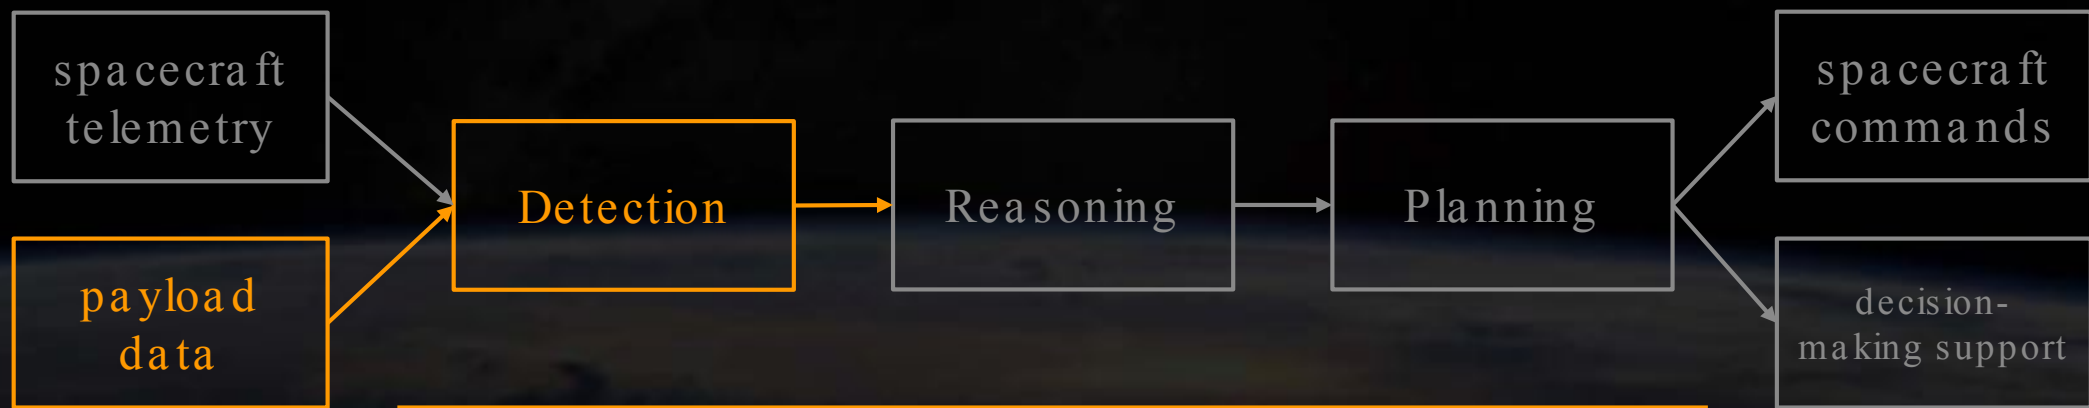 spacecraft
telemetry
payload
data
Detection
Reasoning
Planning
spacecraft
commands
decision-
making support